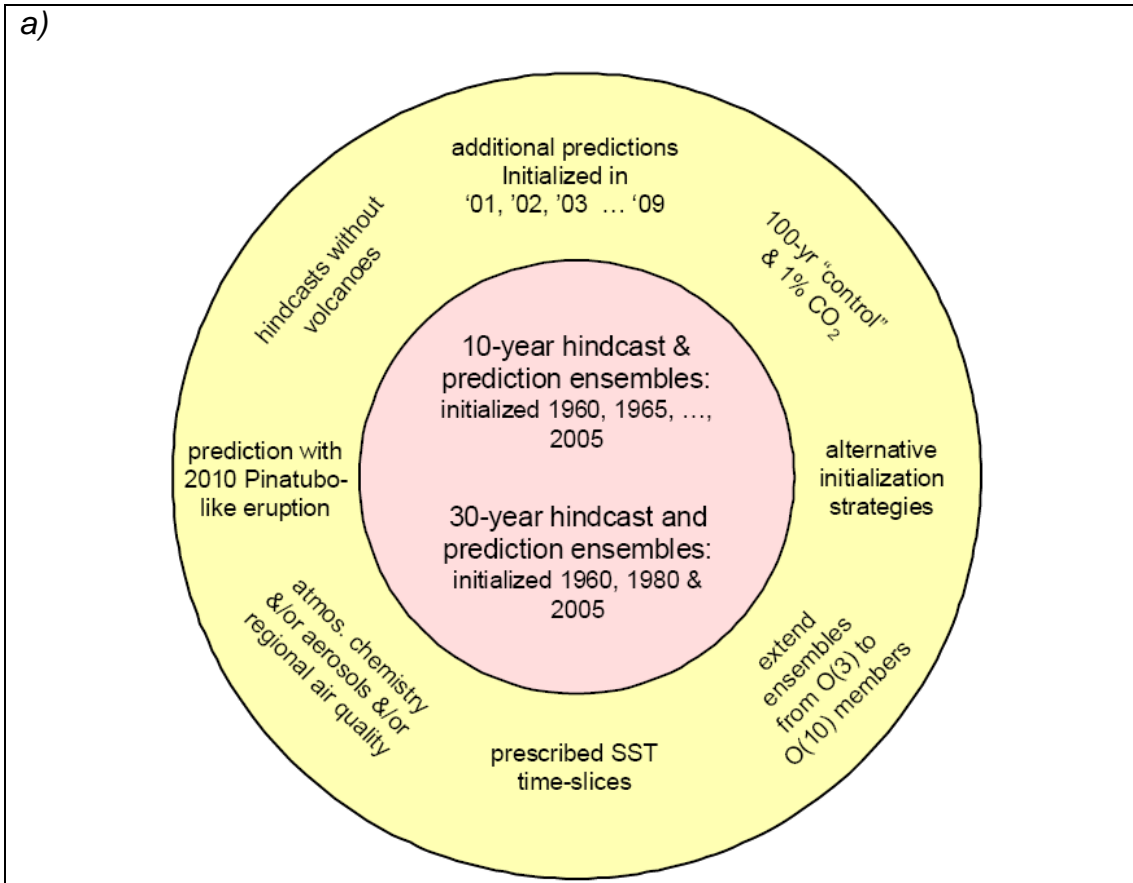 a)
additional predictions
Initialized in
‘01, ’02, ’03 … ‘09
hindcasts without
volcanoes
100-yr “control”
& 1% CO₂
10-year hindcast &
prediction ensembles:
initialized 1960, 1965, …,
2005
prediction with
2010 Pinatubo-
like eruption
alternative
initialization
strategies
30-year hindcast and
prediction ensembles:
initialized 1960, 1980 &
2005
atmos. chemistry
&/or aerosols &/or
regional air quality
extend
ensembles
from O(3) to
O(10) members
prescribed SST
time-slices